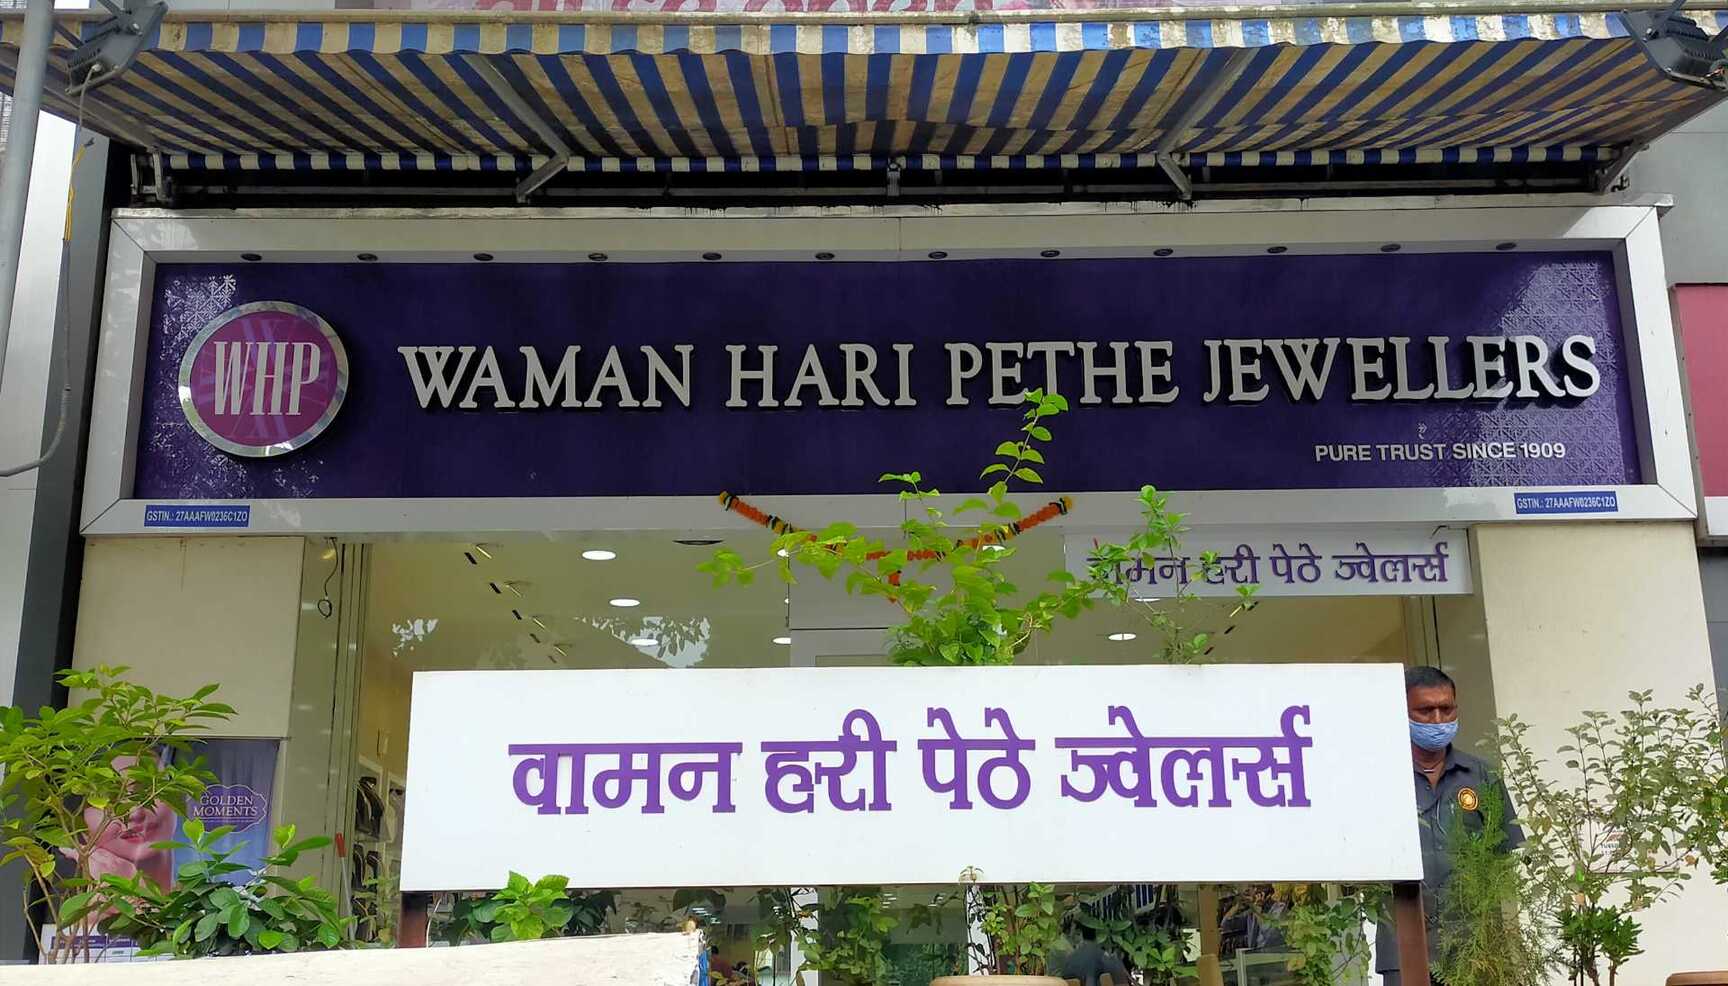 WHP
WAMAN HARI PETHE JEWELLERS
PURE TRUST SINCE 1909
GSTIN.: 27AAAFW0236C1ZO
GSTIN.: 27AAAFW0236C1ZO
वामन हरी पेठे ज्वेलर्स
वामन हरी पेठे ज्वेलर्स
GOLDEN
MOMENTS